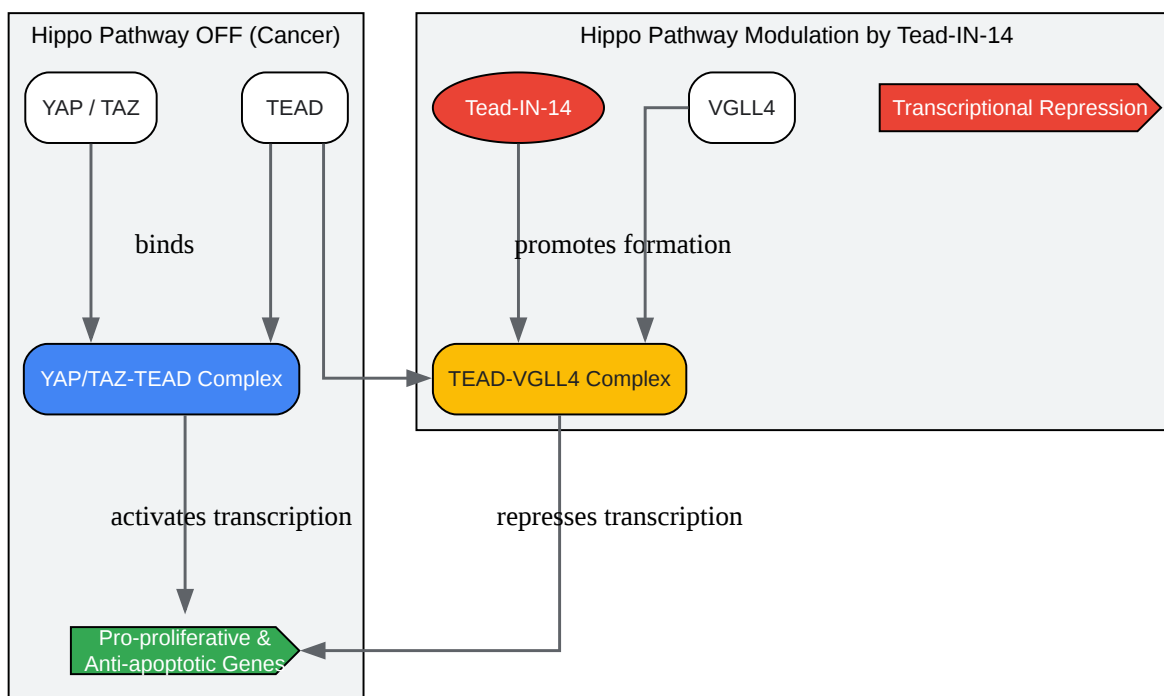 Hippo Pathway OFF (Cancer)
Hippo Pathway Modulation by Tead-IN-14
YAP / TAZ
TEAD
Tead-IN-14
VGLL4
Transcriptional Repression
binds
promotes formation
YAP/TAZ-TEAD Complex
TEAD-VGLL4 Complex
activates transcription
represses transcription
Pro-proliferative &
Anti-apoptotic Genes